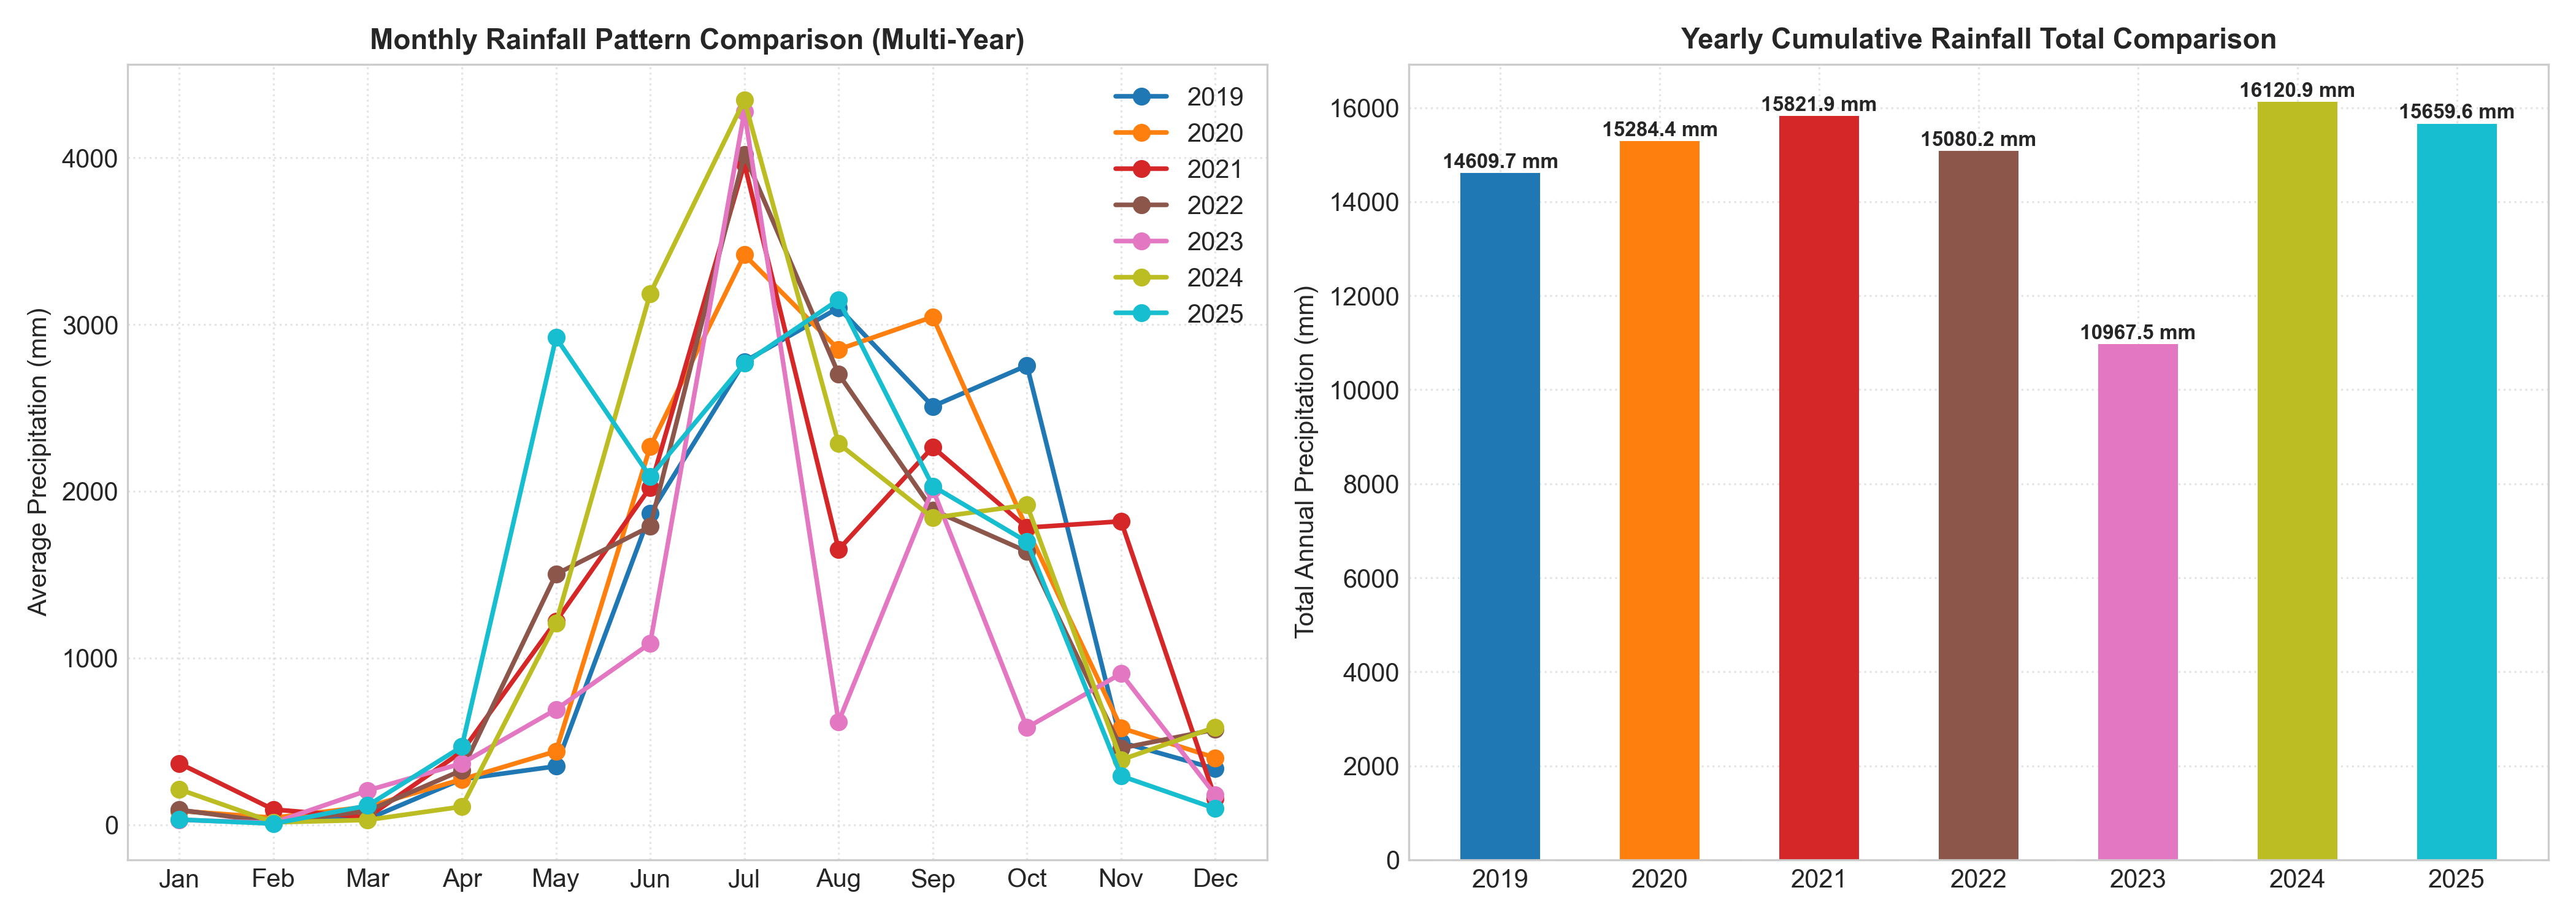 Monthly Rainfall Pattern Comparison (Multi-Year)
Average Precipitation (mm)
4000
3000
2000
1000
0
Jan Feb Mar Apr May Jun Jul Aug Sep Oct Nov Dec
2019
2020
2021
2022
2023
2024
2025
Yearly Cumulative Rainfall Total Comparison
Total Annual Precipitation (mm)
16000
14000
12000
10000
8000
6000
4000
2000
0
14609.7 mm
15284.4 mm
15821.9 mm
15080.2 mm
10967.5 mm
16120.9 mm
15659.6 mm
2019 2020 2021 2022 2023 2024 2025